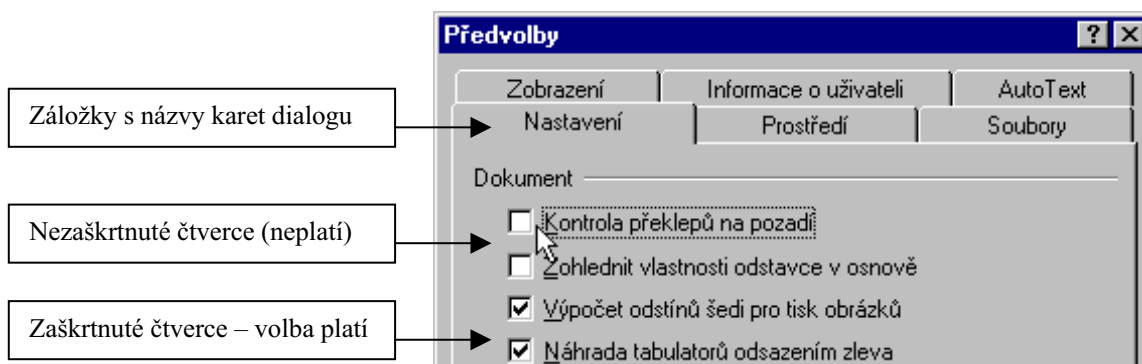 Předvolby
Zobrazení Informace o uživateli AutoText
Záložky s názvy karet dialogu
Nastavení Prostředí Soubory
Dokument
Nezaškrtnuté čtverce (neplatí)
Kontrola překlepů na pozadí
Zohlednit vlastnosti odstavce v osnově
Výpočet odstínů šedi pro tisk obrázků
Zaškrtnuté čtverce – volba platí
Náhrada tabulatorů odsazením zleva